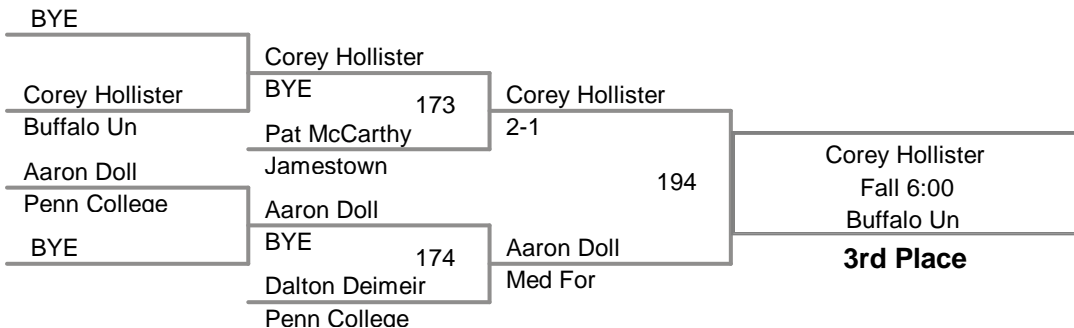 BYE
Corey Hollister
Buffalo Un
Aaron Doll
Penn College
BYE
Corey Hollister
BYE
173
Pat McCarthy
Jamestown
Aaron Doll
BYE
174
Dalton Deimeir
Penn College
Corey Hollister
2-1
194
Aaron Doll
Med For
Corey Hollister
Fall 6:00
Buffalo Un
3rd Place